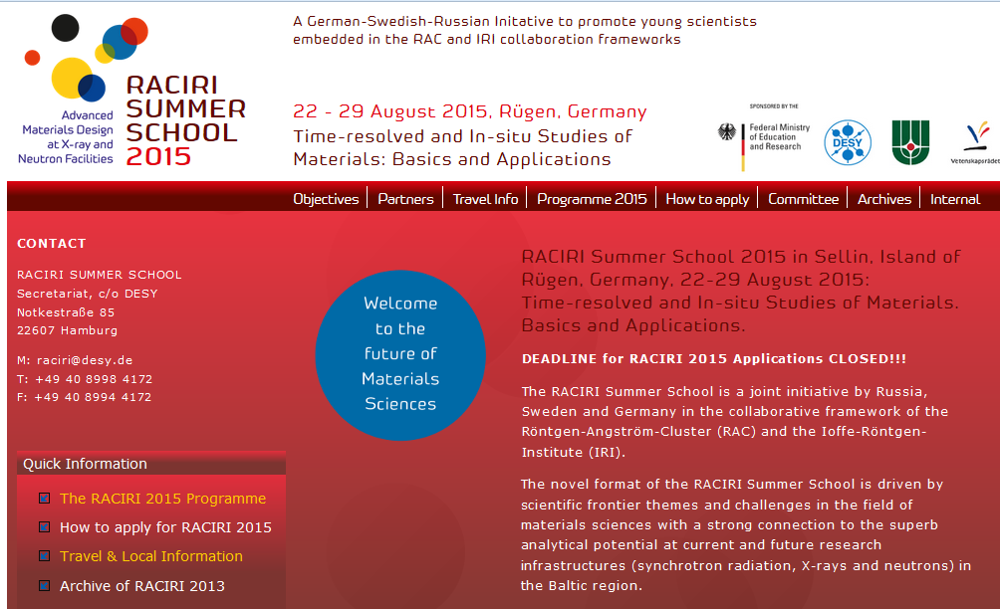 A German-Swedish-Russian Initative to promote young scientists
embedded in the RAC and IRI collaboration frameworks
RACIRI
SUMMER
SCHOOL
2015
Advanced
Materials Design
at X-ray and
Neutron Facilities
22 - 29 August 2015, Rügen, Germany
Time-resolved and In-situ Studies of
Materials: Basics and Applications
SPONSORED BY THE
Federal Ministry
of Education
and Research
DESY
Vetenskapsrådet
Objectives
Partners
Travel Info
Programme 2015
How to apply
Committee
Archives
Internal
CONTACT
RACIRI SUMMER SCHOOL
Secretariat, c/o DESY
Notkestraße 85
22607 Hamburg
M: raciri@desy.de
T: +49 40 8998 4172
F: +49 40 8994 4172
Quick Information
The RACIRI 2015 Programme
How to apply for RACIRI 2015
Travel & Local Information
Archive of RACIRI 2013
Welcome
to the
future of
Materials
Sciences
RACIRI Summer School 2015 in Sellin, Island of
Rügen, Germany, 22-29 August 2015:
Time-resolved and In-situ Studies of Materials.
Basics and Applications.
DEADLINE for RACIRI 2015 Applications CLOSED!!!
The RACIRI Summer School is a joint initiative by Russia,
Sweden and Germany in the collaborative framework of the
Röntgen-Angström-Cluster (RAC) and the Ioffe-Röntgen-
Institute (IRI).
The novel format of the RACIRI Summer School is driven by
scientific frontier themes and challenges in the field of
materials sciences with a strong connection to the superb
analytical potential at current and future research
infrastructures (synchrotron radiation, X-rays and neutrons) in
the Baltic region.